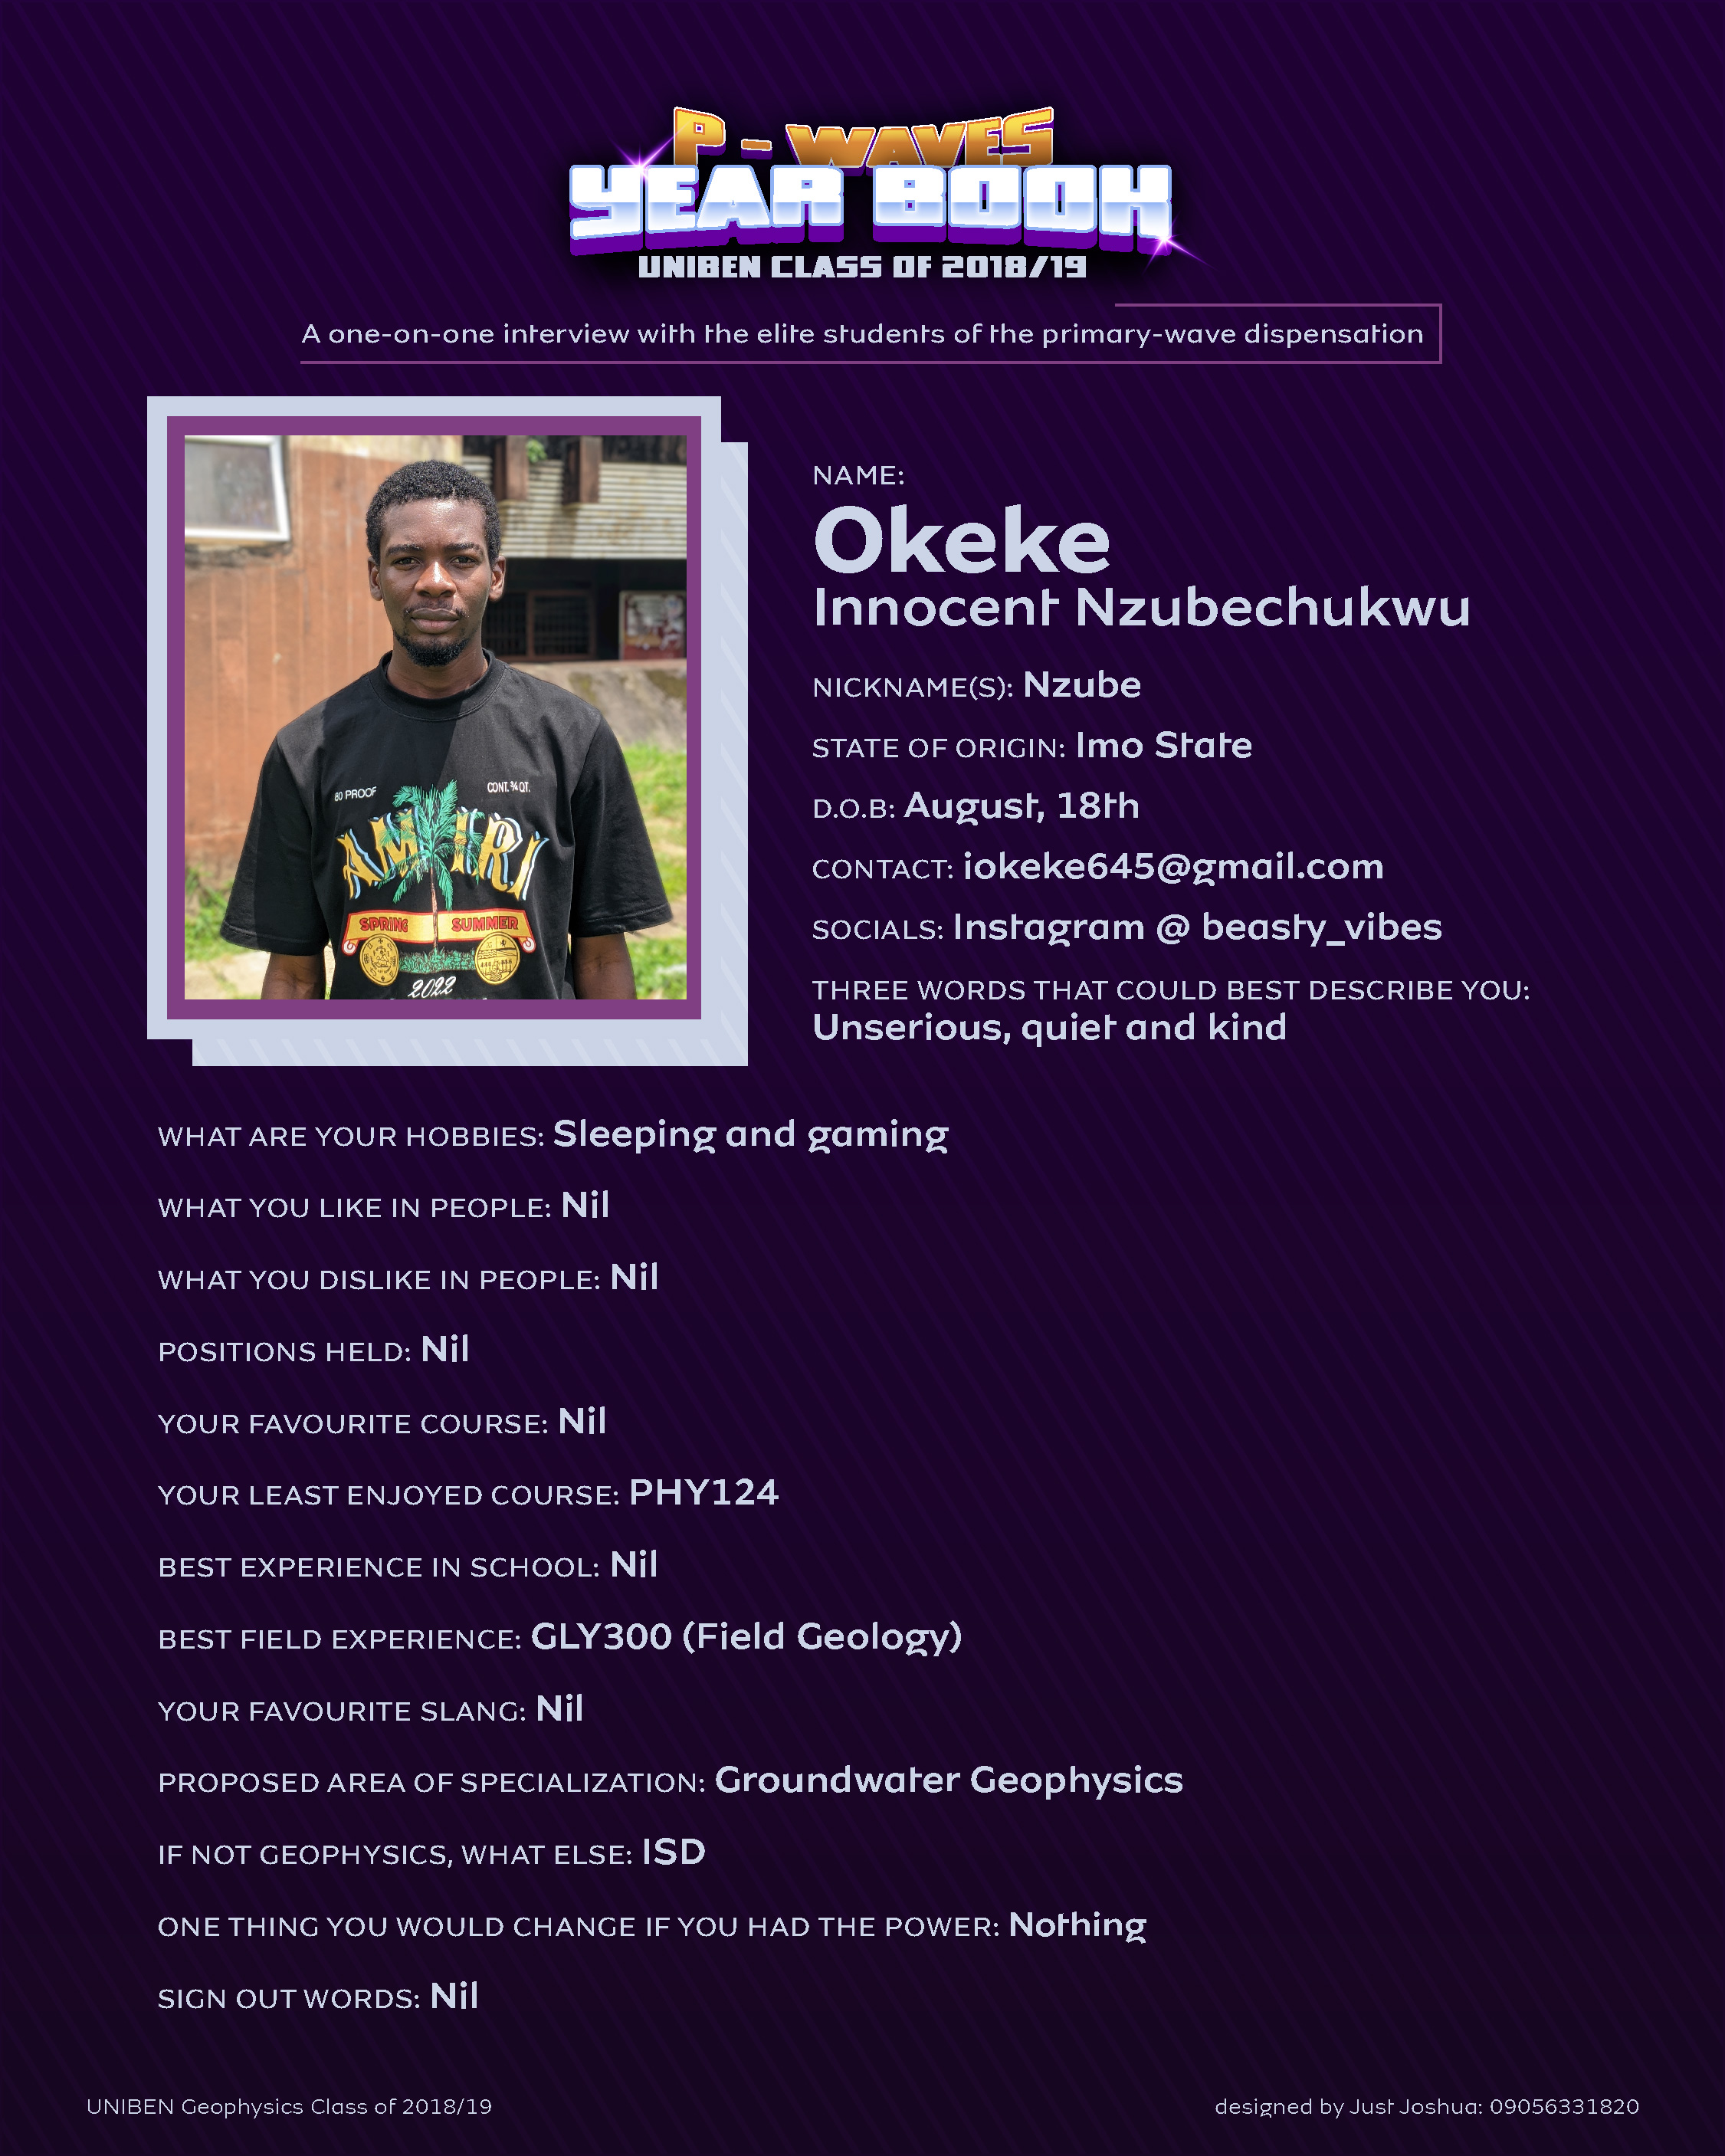 P - WAVES
YEAR BOOK
UNIBEN CLASS OF 2018/19
A one-on-one interview with the elite students of the primary-wave dispensation
NAME:
Okeke
Innocent Nzubechukwu
NICKNAME(S): Nzube
STATE OF ORIGIN: Imo State
D.O.B: August, 18th
CONTACT: iokeke645@gmail.com
SOCIALS: Instagram @ beasty_vibes
THREE WORDS THAT COULD BEST DESCRIBE YOU:
Unserious, quiet and kind
60 PROOF CONT. ¾ QT.
AMIRI
SPRING SUMMER
2022
WHAT ARE YOUR HOBBIES: Sleeping and gaming
WHAT YOU LIKE IN PEOPLE: Nil
WHAT YOU DISLIKE IN PEOPLE: Nil
POSITIONS HELD: Nil
YOUR FAVOURITE COURSE: Nil
YOUR LEAST ENJOYED COURSE: PHY124
BEST EXPERIENCE IN SCHOOL: Nil
BEST FIELD EXPERIENCE: GLY300 (Field Geology)
YOUR FAVOURITE SLANG: Nil
PROPOSED AREA OF SPECIALIZATION: Groundwater Geophysics
IF NOT GEOPHYSICS, WHAT ELSE: ISD
ONE THING YOU WOULD CHANGE IF YOU HAD THE POWER: Nothing
SIGN OUT WORDS: Nil
UNIBEN Geophysics Class of 2018/19
designed by Just Joshua: 09056331820